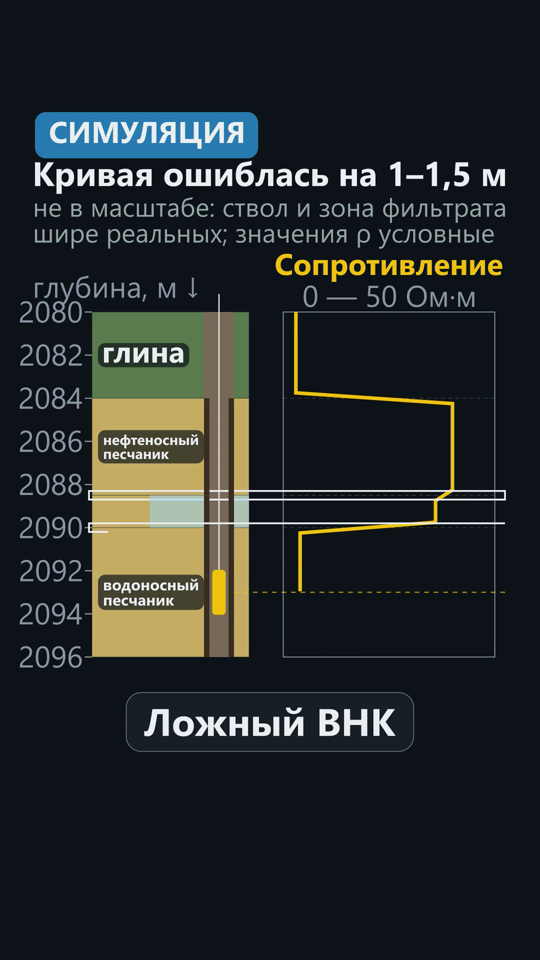 СИМУЛЯЦИЯ
Кривая ошиблась на 1–1,5 м
не в масштабе: ствол и зона фильтрата
шире реальных; значения ρ условные
Сопротивление
глубина, м ↓
0 — 50 Ом·м
2080
2082
глина
2084
2086
нефтеносный
песчаник
2088
2090
2092
водоносный
песчаник
2094
2096
Ложный ВНК